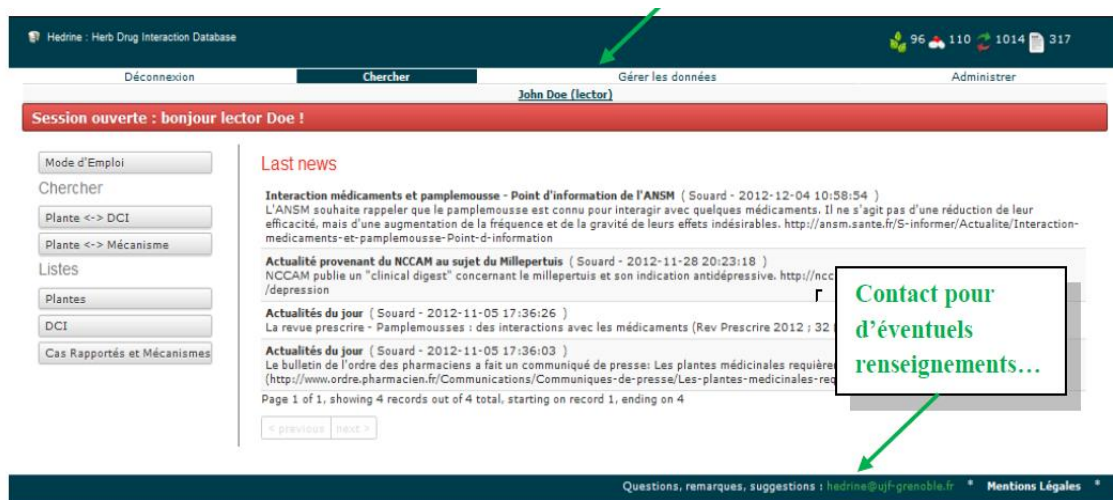 Hedrine : Herb Drug Interaction Database
96 110 1014 317
Déconnexion Chercher Gérer les données Administrer
John Doe (lector)
Session ouverte : bonjour lector Doe !
Mode d'Emploi
Chercher
Plante <-> DCI
Plante <-> Mécanisme
Listes
Plantes
DCI
Cas Rapportés et Mécanismes
Last news
Interaction médicaments et pamplemousse - Point d'information de l'ANSM ( Souard - 2012-12-04 10:58:54 )
L'ANSM souhaite rappeler que le pamplemousse est connu pour interagir avec quelques médicaments. Il ne s'agit pas d'une réduction de leur
efficacité, mais d'une augmentation de la fréquence et de la gravité de leurs effets indésirables. http://ansm.sante.fr/S-informer/Actualite/Interaction-
medicaments-et-pamplemousse-Point-d-information
Actualité provenant du NCCAM au sujet du Millepertuis ( Souard - 2012-11-28 20:23:18 )
NCCAM publie un "clinical digest" concernant le millepertuis et son indication antidépressive. http://ncc
/depression
Actualités du jour ( Souard - 2012-11-05 17:36:26 )
La revue prescrire - Pamplemousses : des interactions avec les médicaments (Rev Prescrire 2012 ; 32
Actualités du jour ( Souard - 2012-11-05 17:36:03 )
Le bulletin de l'ordre des pharmaciens a fait un communiqué de presse: Les plantes médicinales requière
(http://www.ordre.pharmacien.fr/Communications/Communiques-de-presse/Les-plantes-medicinales-req
Page 1 of 1, showing 4 records out of 4 total, starting on record 1, ending on 4
< previous next >
Contact pour
d'éventuels
renseignements…
Questions, remarques, suggestions : hedrine@ujf-grenoble.fr * Mentions Légales *